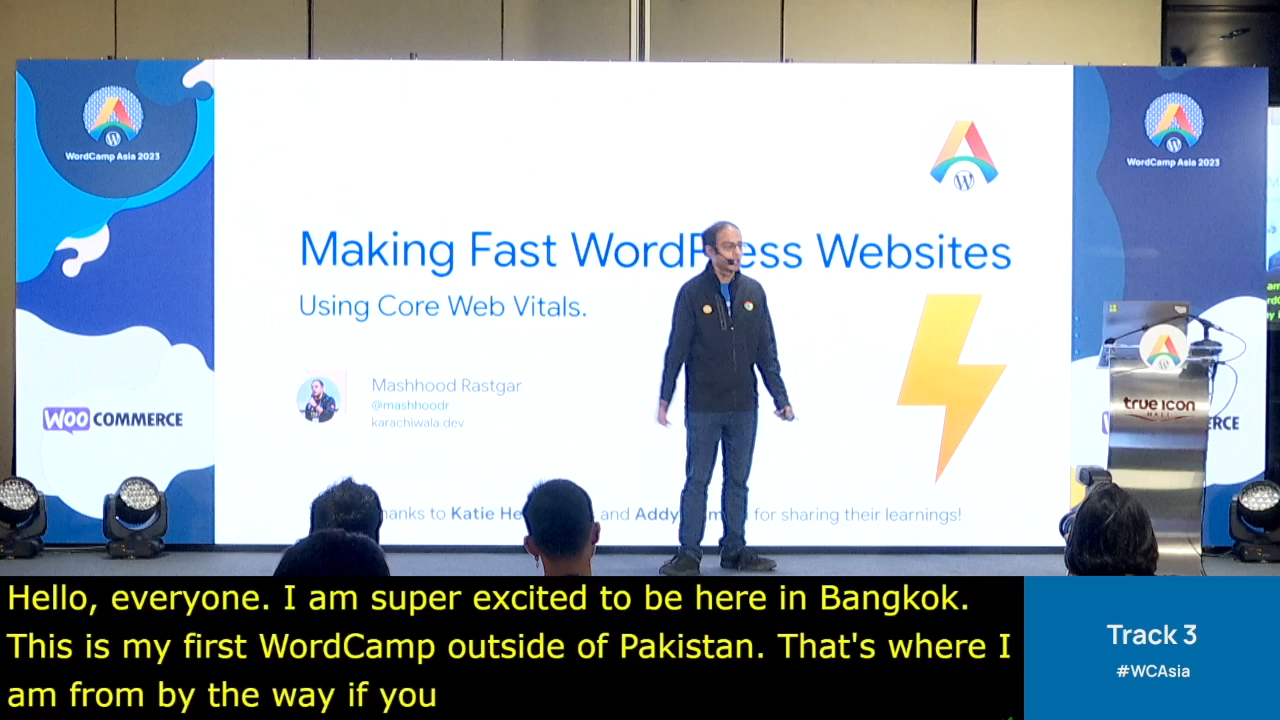 WordCamp Asia 2023
WordCamp Asia 2023
Making Fast WordPress Websites
Using Core Web Vitals.
Mashhood Rastgar
@mashhoodr
karachiwala.dev
WOO COMMERCE
true icon
HALL
ERCE
hanks to Katie He and Addy for sharing their learnings!
Hello, everyone. I am super excited to be here in Bangkok.
This is my first WordCamp outside of Pakistan. That's where I
am from by the way if you
Track 3
#WCAsia